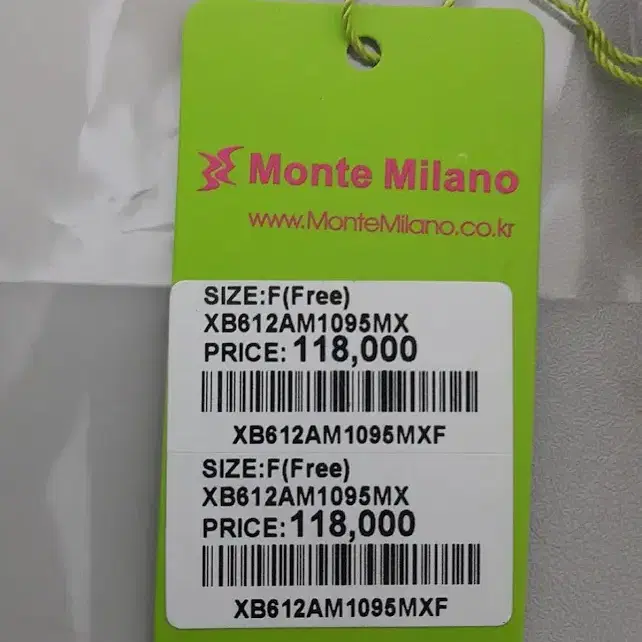 Monte Milano
www.MonteMilano.co.kr
SIZE:F(Free)
XB612AM1095MX
PRICE: 118,000
XB612AM1095MXF
SIZE:F(Free)
XB612AM1095MX
PRICE: 118,000
XB612AM1095MXF